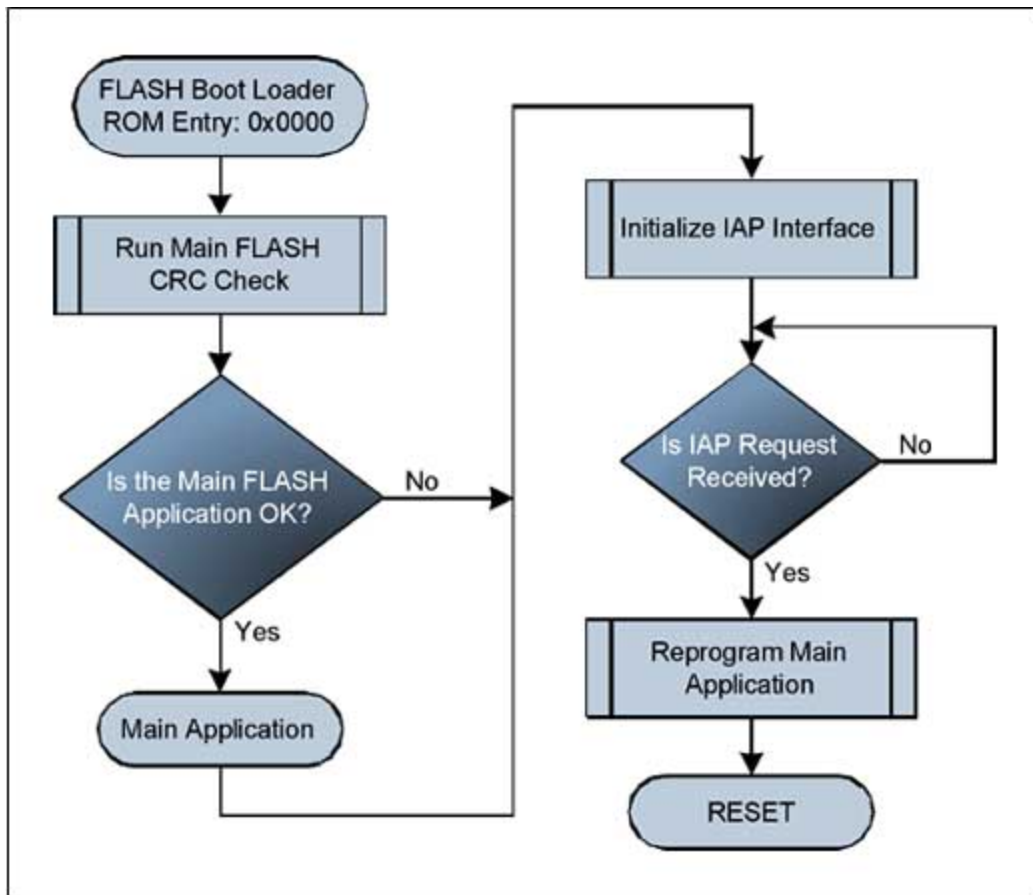 FLASH Boot Loader
ROM Entry: 0x0000
Run Main FLASH
CRC Check
Is the Main FLASH
Application OK?
No
Yes
Main Application
Initialize IAP Interface
Is IAP Request
Received?
No
Yes
Reprogram Main
Application
RESET